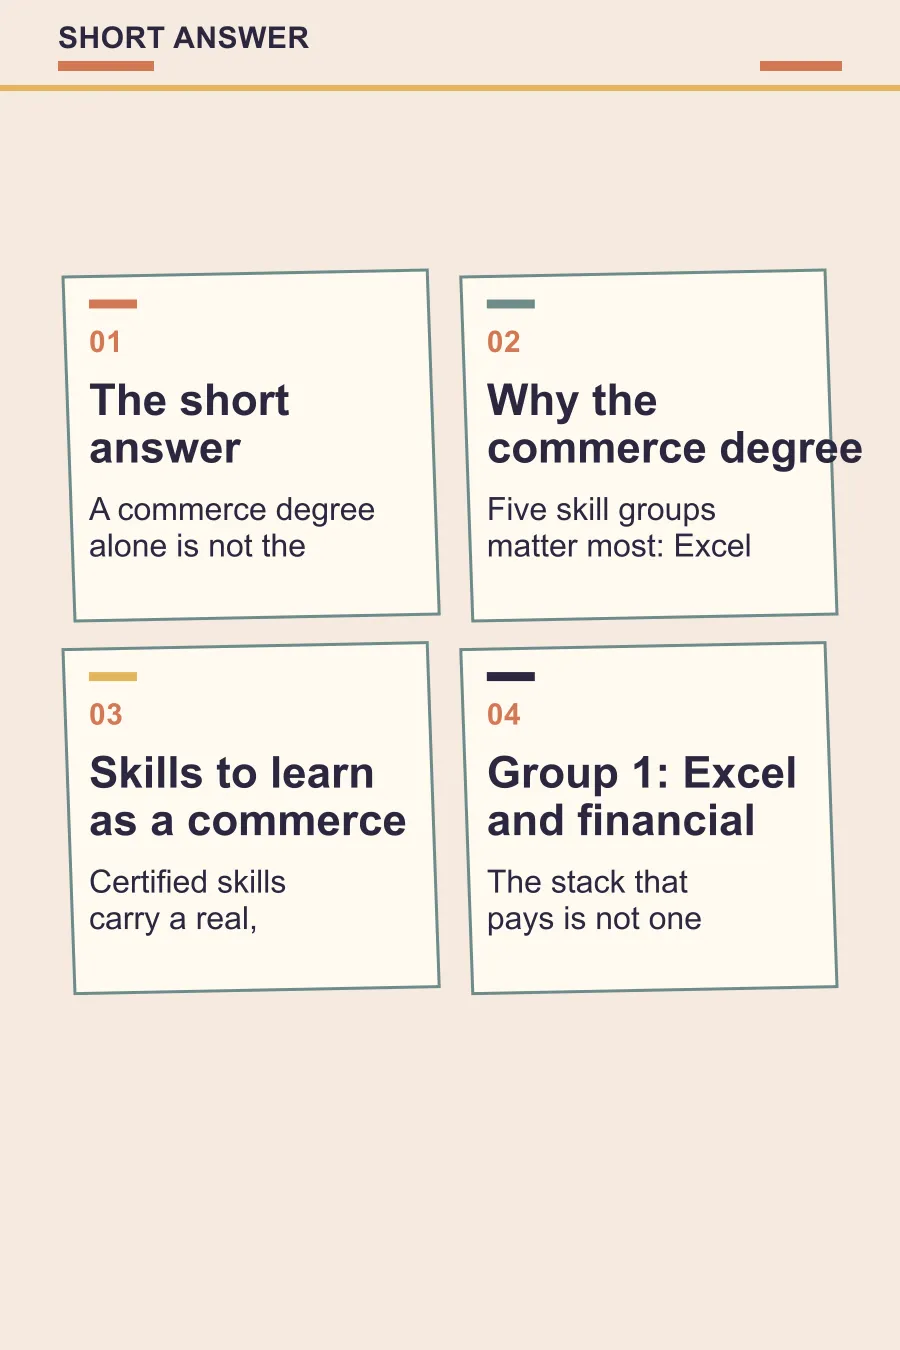 SHORT ANSWER
01
The short
answer
A commerce degree
alone is not the
02
Why the
commerce degree
Five skill groups
matter most: Excel
03
Skills to learn
as a commerce
Certified skills
carry a real,
04
Group 1: Excel
and financial
The stack that
pays is not one